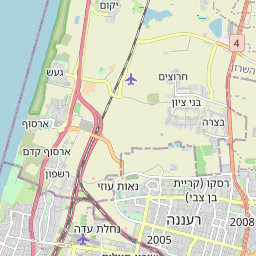 יקום
4
השרון
געש
חרוצים
בני ציון
ארסוף
בצרה
ארסוף קדם
רשפון
נאות עוזי
רסקו (קריית
בן צבי)
רעננה
2008
נחלת עדה
2005